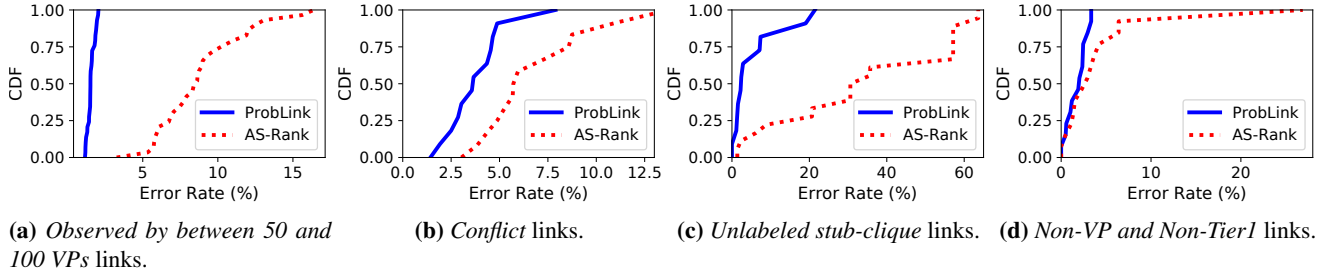 1.00
0.75
0.50
0.25
0.00
CDF
5 10 15
Error Rate (%)
ProbLink
AS-Rank
(a) Observed by between 50 and
100 VPs links.
1.00
0.75
0.50
0.25
0.00
CDF
0.0 2.5 5.0 7.5 10.0 12.5
Error Rate (%)
ProbLink
AS-Rank
(b) Conflict links.
1.00
0.75
0.50
0.25
0.00
CDF
0 20 40 60
Error Rate (%)
ProbLink
AS-Rank
(c) Unlabeled stub-clique links.
1.00
0.75
0.50
0.25
0.00
CDF
0 10 20
Error Rate (%)
ProbLink
AS-Rank
(d) Non-VP and Non-Tier1 links.